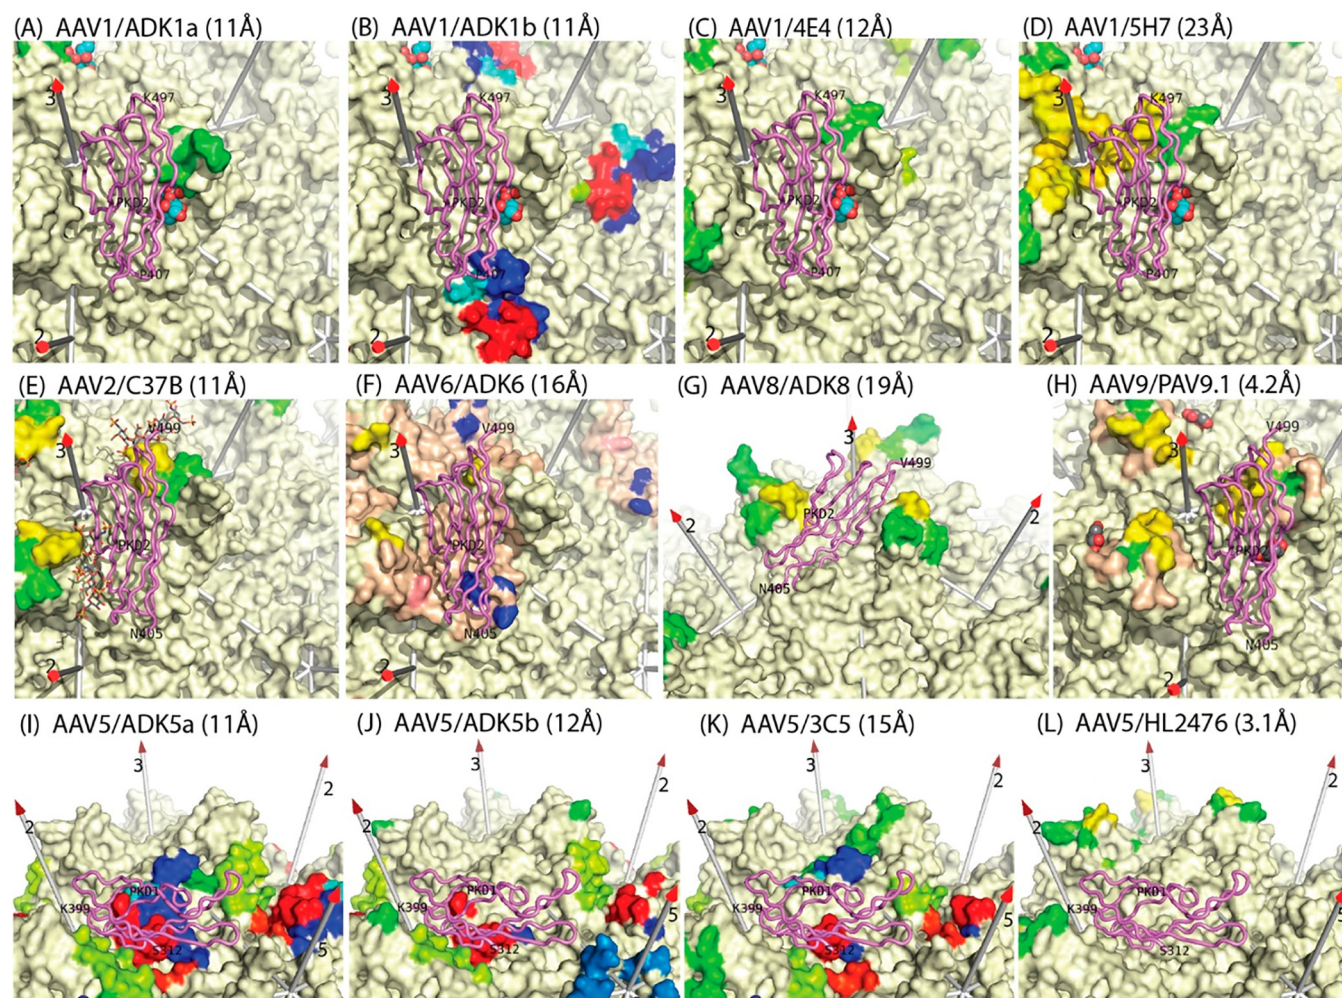 (A) AAV1/ADK1a (11Å)
(B) AAV1/ADK1b (11Å)
(C) AAV1/4E4 (12Å)
(D) AAV1/5H7 (23Å)
3 K497 PKD2 P407 2
3 K497 PKD2 P407 2
3 K497 PKD2 P407 2
3 K497 PKD2 P407 2
(E) AAV2/C37B (11Å)
(F) AAV6/ADK6 (16Å)
(G) AAV8/ADK8 (19Å)
(H) AAV9/PAV9.1 (4.2Å)
3 V499 PKD2 N405 2
3 V499 PKD2 N405 2
3 V499 PKD2 2 2 N405
3 V499 PKD2 N405 2
(I) AAV5/ADK5a (11Å)
(J) AAV5/ADK5b (12Å)
(K) AAV5/3C5 (15Å)
(L) AAV5/HL2476 (3.1Å)
3 2 2 PKD1 K399 S312 5
3 2 2 PKD1 K399 S312 5
3 2 2 PKD1 K399 S312 5
3 2 2 PKD1 K399 S312 5